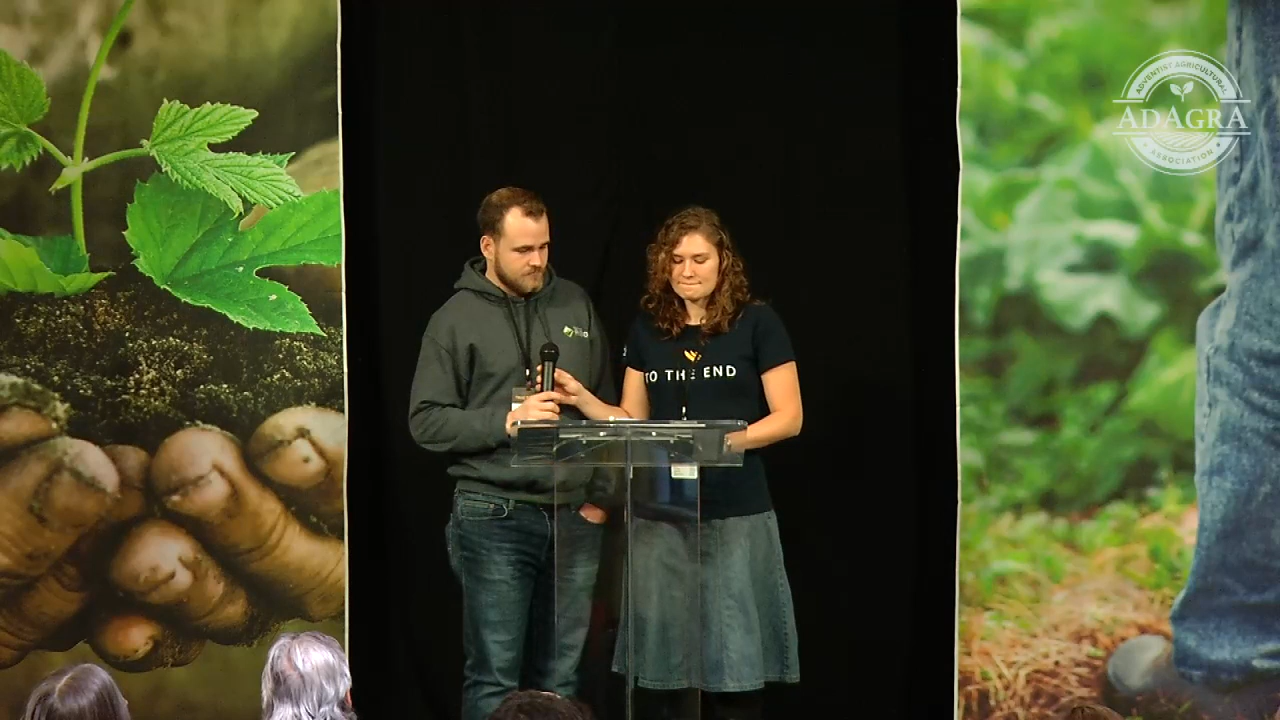 ADVENTIST AGRICULTURAL
ADAGRA
ASSOCIATION
TO THE END